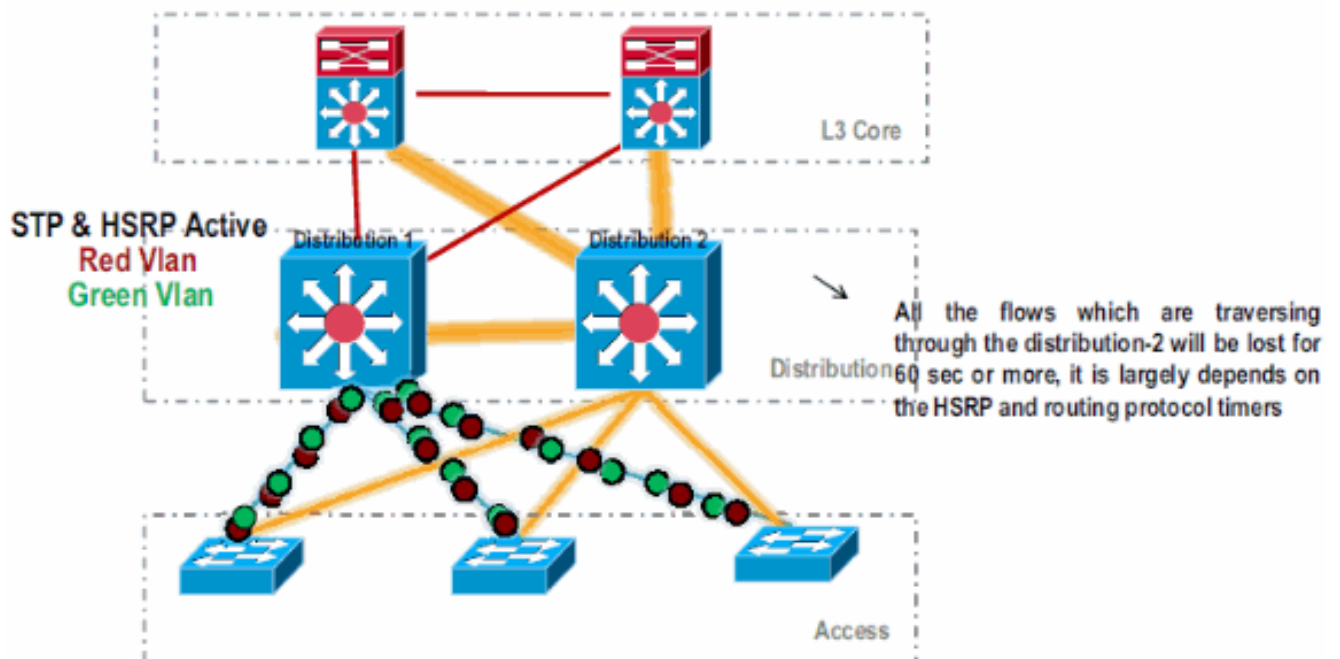 L3 Core
STP & HSRP Active
Red Vlan
Green Vlan
Distribution 1
Distribution 2
All the flows which are traversing
through the distribution-2 will be lost for
60 sec or more, it is largely depends on
the HSRP and routing protocol timers
Distribution
Access